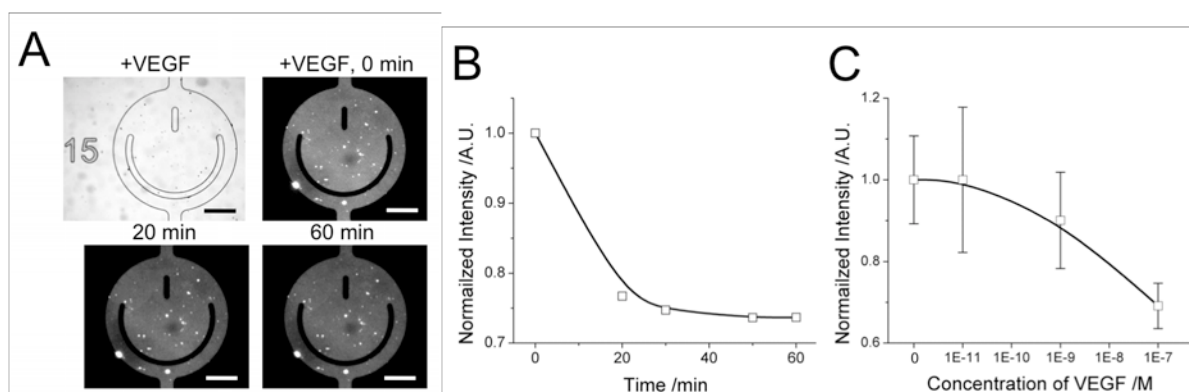 A
+VEGF
+VEGF, 0 min
15
20 min
60 min
B
Normailzed Intensity /A.U.
1.0
0.9
0.8
0.7
0
20
40
60
Time /min
C
Normailzed Intensity /A.U.
1.2
1.0
0.8
0.6
0
1E-11
1E-10
1E-9
1E-8
1E-7
Concentration of VEGF /M